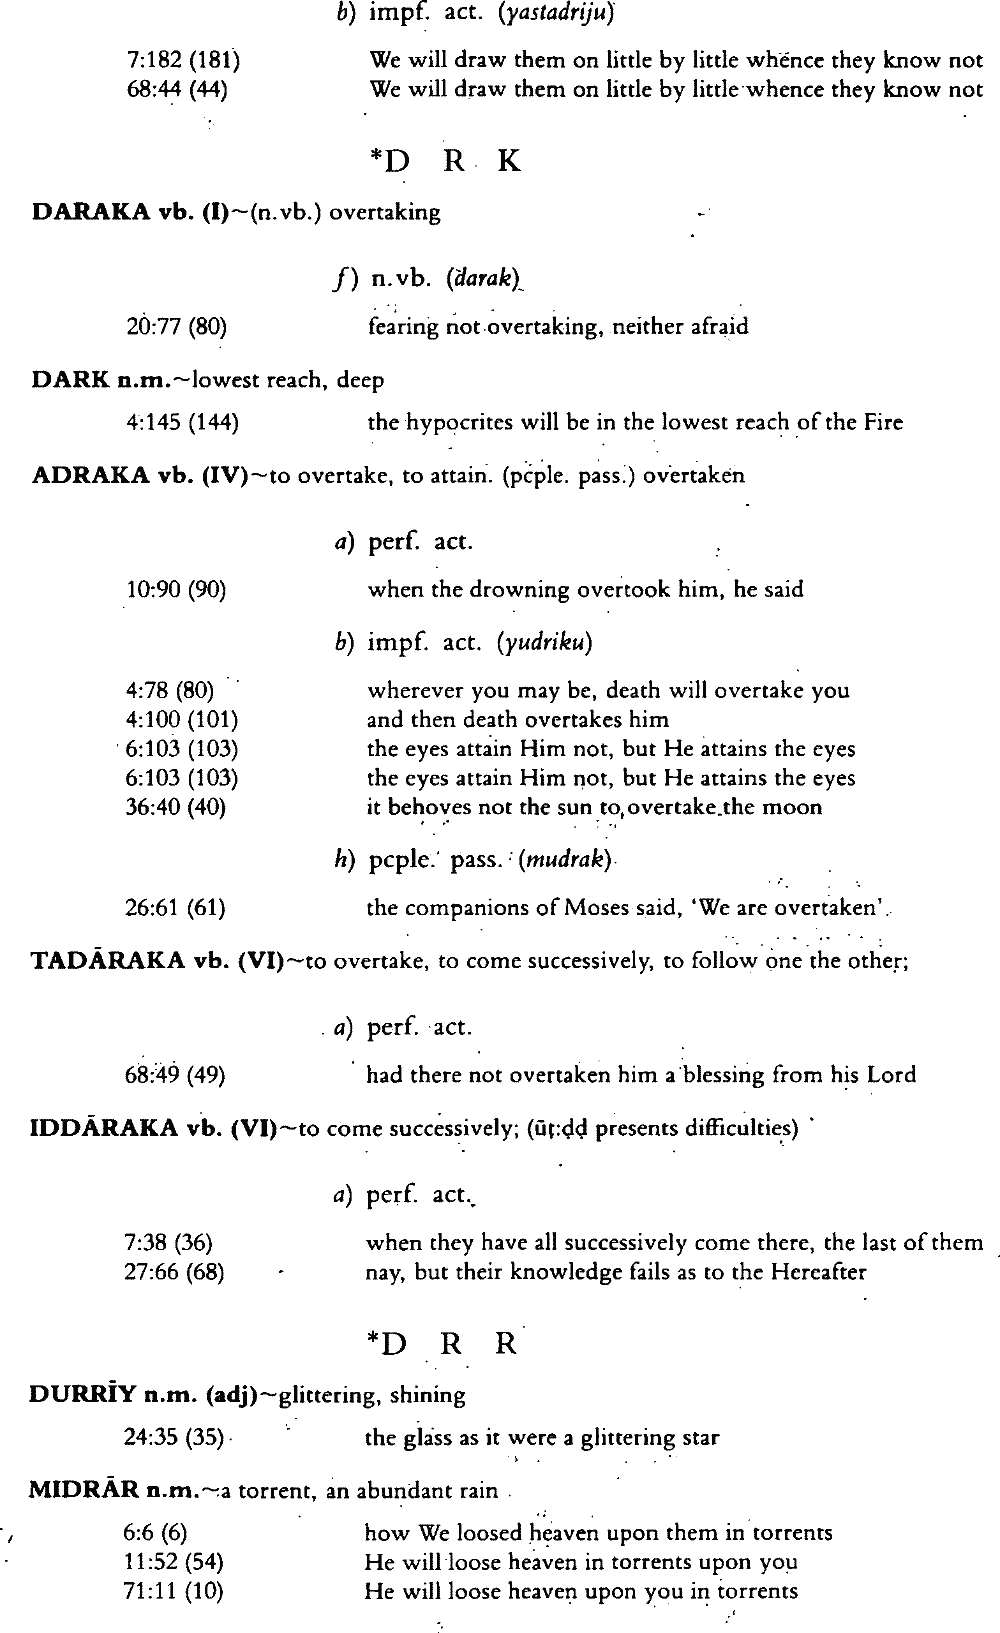 b) impf. act. (yastadriju)
7:182 (181) We will draw them on little by little whence they know not
68:44 (44) We will draw them on little by little whence they know not
*D R K
DARAKA vb. (I)~(n.vb.) overtaking
f) n.vb. (darak)
20:77 (80) fearing not overtaking, neither afraid
DARK n.m.~lowest reach, deep
4:145 (144) the hypocrites will be in the lowest reach of the Fire
ADRAKA vb. (IV)~to overtake, to attain. (pcple. pass.) overtaken
a) perf. act.
10:90 (90) when the drowning overtook him, he said
b) impf. act. (yudriku)
4:78 (80) wherever you may be, death will overtake you
4:100 (101) and then death overtakes him
6:103 (103) the eyes attain Him not, but He attains the eyes
6:103 (103) the eyes attain Him not, but He attains the eyes
36:40 (40) it behoves not the sun to overtake the moon
h) pcple. pass. (mudrak)
26:61 (61) the companions of Moses said, ‘We are overtaken’
TADĀRAKA vb. (VI)~to overtake, to come successively, to follow one the other;
a) perf. act.
68:49 (49) had there not overtaken him a blessing from his Lord
IDDĀRAKA vb. (VI)~to come successively; (ūṭ:ḍḍ presents difficulties)
a) perf. act.
7:38 (36) when they have all successively come there, the last of them
27:66 (68) nay, but their knowledge fails as to the Hereafter
*D R R
DURRĪY n.m. (adj)~glittering, shining
24:35 (35) the glass as it were a glittering star
MIDRĀR n.m.~a torrent, an abundant rain
6:6 (6) how We loosed heaven upon them in torrents
11:52 (54) He will loose heaven in torrents upon you
71:11 (10) He will loose heaven upon you in torrents